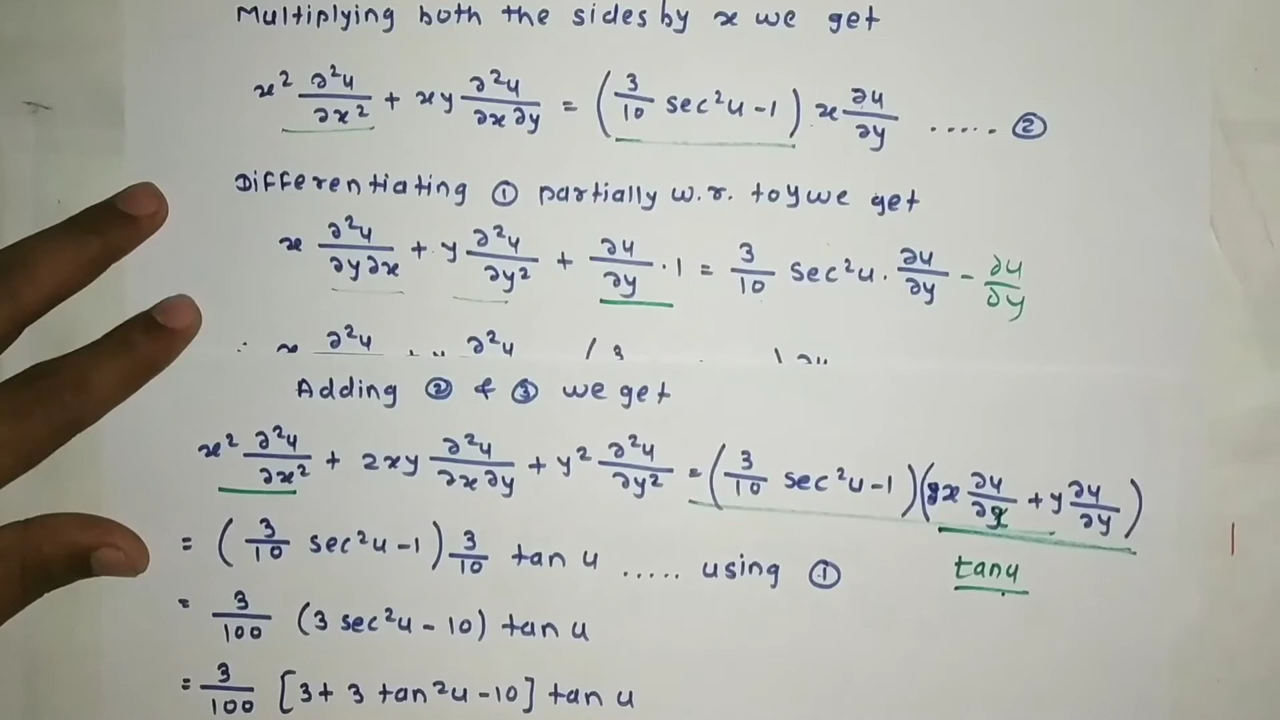 Multiplying both the sides by x we get
x² ∂²u/∂x² + xy ∂²u/∂x∂y = (3/10 sec²u-1) x ∂u/∂y ..... ②
Differentiating ① partially w.r. to y we get
x ∂²u/∂y∂x + y ∂²u/∂y² + ∂u/∂y · 1 = 3/10 sec²u · ∂u/∂y - ∂u/∂y
Adding ② & ③ we get
x² ∂²u/∂x² + 2xy ∂²u/∂x∂y + y² ∂²u/∂y² = (3/10 sec²u-1)(x ∂u/∂x + y ∂u/∂y)
= (3/10 sec²u-1) 3/10 tan u ..... using ①
tan u
= 3/100 (3 sec²u - 10) tan u
= 3/100 [3+ 3 tan²u -10] tan u